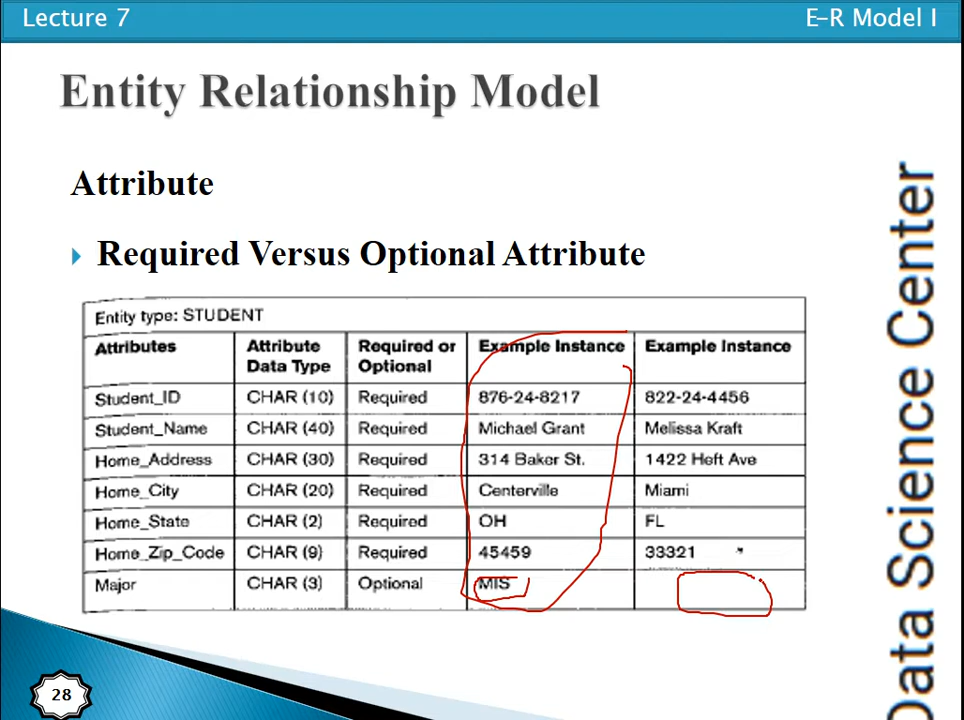 Lecture 7
E-R Model I
Entity Relationship Model
Attribute
Required Versus Optional Attribute
Entity type: STUDENT
Attributes Attribute Data Type Required or Optional Example Instance Example Instance
Student_ID CHAR (10) Required 876-24-8217 822-24-4456
Student_Name CHAR (40) Required Michael Grant Melissa Kraft
Home_Address CHAR (30) Required 314 Baker St. 1422 Heft Ave
Home_City CHAR (20) Required Centerville Miami
Home_State CHAR (2) Required OH FL
Home_Zip_Code CHAR (9) Required 45459 33321
Major CHAR (3) Optional MIS
28
Data Science Center